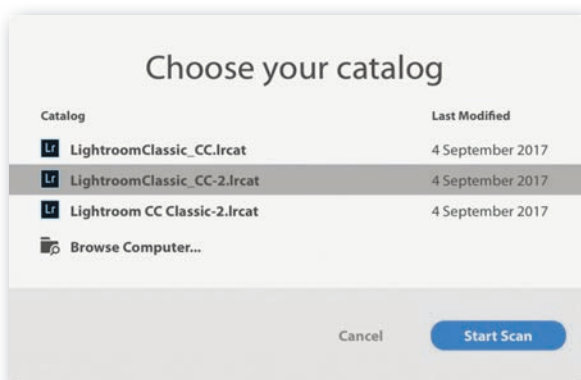 Choose your catalog
Catalog Last Modified
Lr LightroomClassic_CC.lrcat 4 September 2017
Lr LightroomClassic_CC-2.lrcat 4 September 2017
Lr Lightroom CC Classic-2.lrcat 4 September 2017
Browse Computer...
Cancel Start Scan